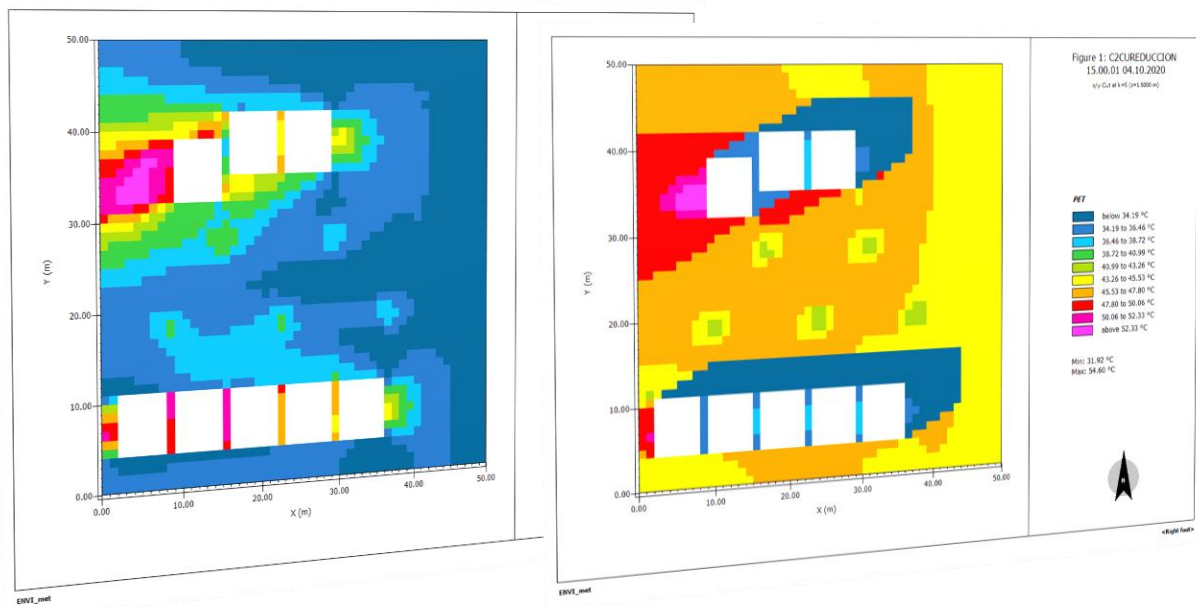 50.00
40.00
30.00
20.00
10.00
0.00
Y (m)
0.00
10.00
20.00
30.00
40.00
50.00
X (m)
ENVI_met
50.00
40.00
30.00
20.00
10.00
0.00
Y (m)
0.00
10.00
20.00
30.00
40.00
50.00
X (m)
ENVI_met
Figure 1: C2CUREDUCCION
15.00.01 04.10.2020
x/y Cut at k=5 (z=1.5000 m)
PET
below 34.19 °C
34.19 to 36.46 °C
36.46 to 38.72 °C
38.72 to 40.99 °C
40.99 to 43.26 °C
43.26 to 45.53 °C
45.53 to 47.80 °C
47.80 to 50.06 °C
50.06 to 52.33 °C
above 52.33 °C
Min: 31.92 °C
Max: 54.60 °C
N
<Right foot>